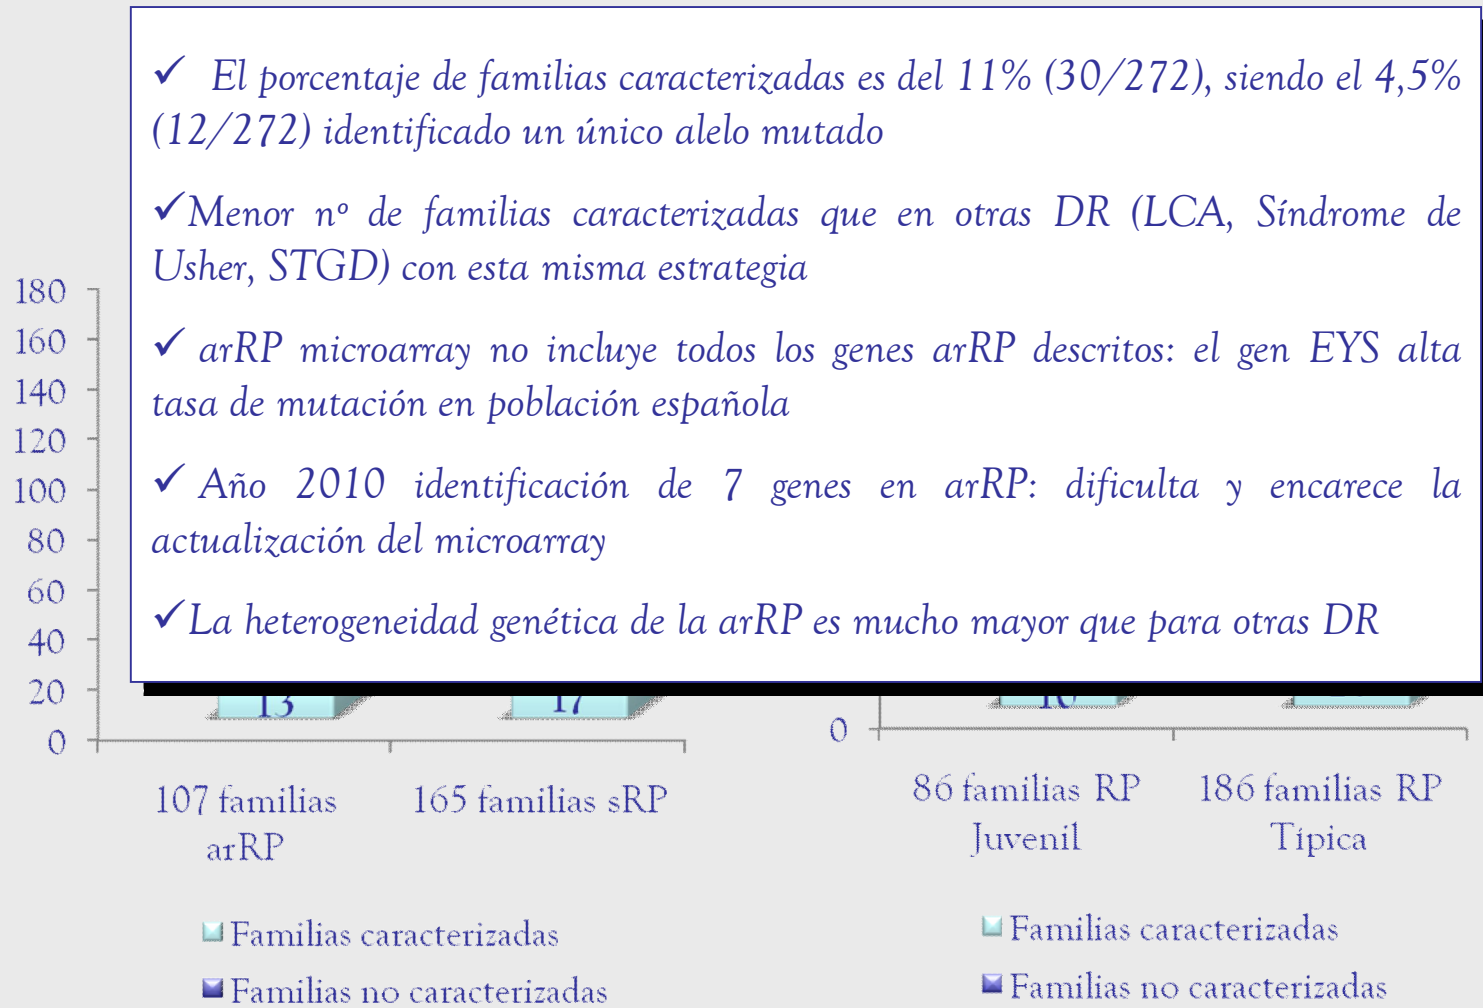 ✓ El porcentaje de familias caracterizadas es del 11% (30/272), siendo el 4,5%
(12/272) identificado un único alelo mutado
✓Menor nº de familias caracterizadas que en otras DR (LCA, Síndrome de
Usher, STGD) con esta misma estrategia
✓ arRP microarray no incluye todos los genes arRP descritos: el gen EYS alta
tasa de mutación en población española
✓ Año 2010 identificación de 7 genes en arRP: dificulta y encarece la
actualización del microarray
✓La heterogeneidad genética de la arRP es mucho mayor que para otras DR
180
160
140
120
100
80
60
40
20
0
13
17
107 familias
arRP
165 familias sRP
Familias caracterizadas
Familias no caracterizadas
0
10
86 familias RP
Juvenil
186 familias RP
Típica
Familias caracterizadas
Familias no caracterizadas